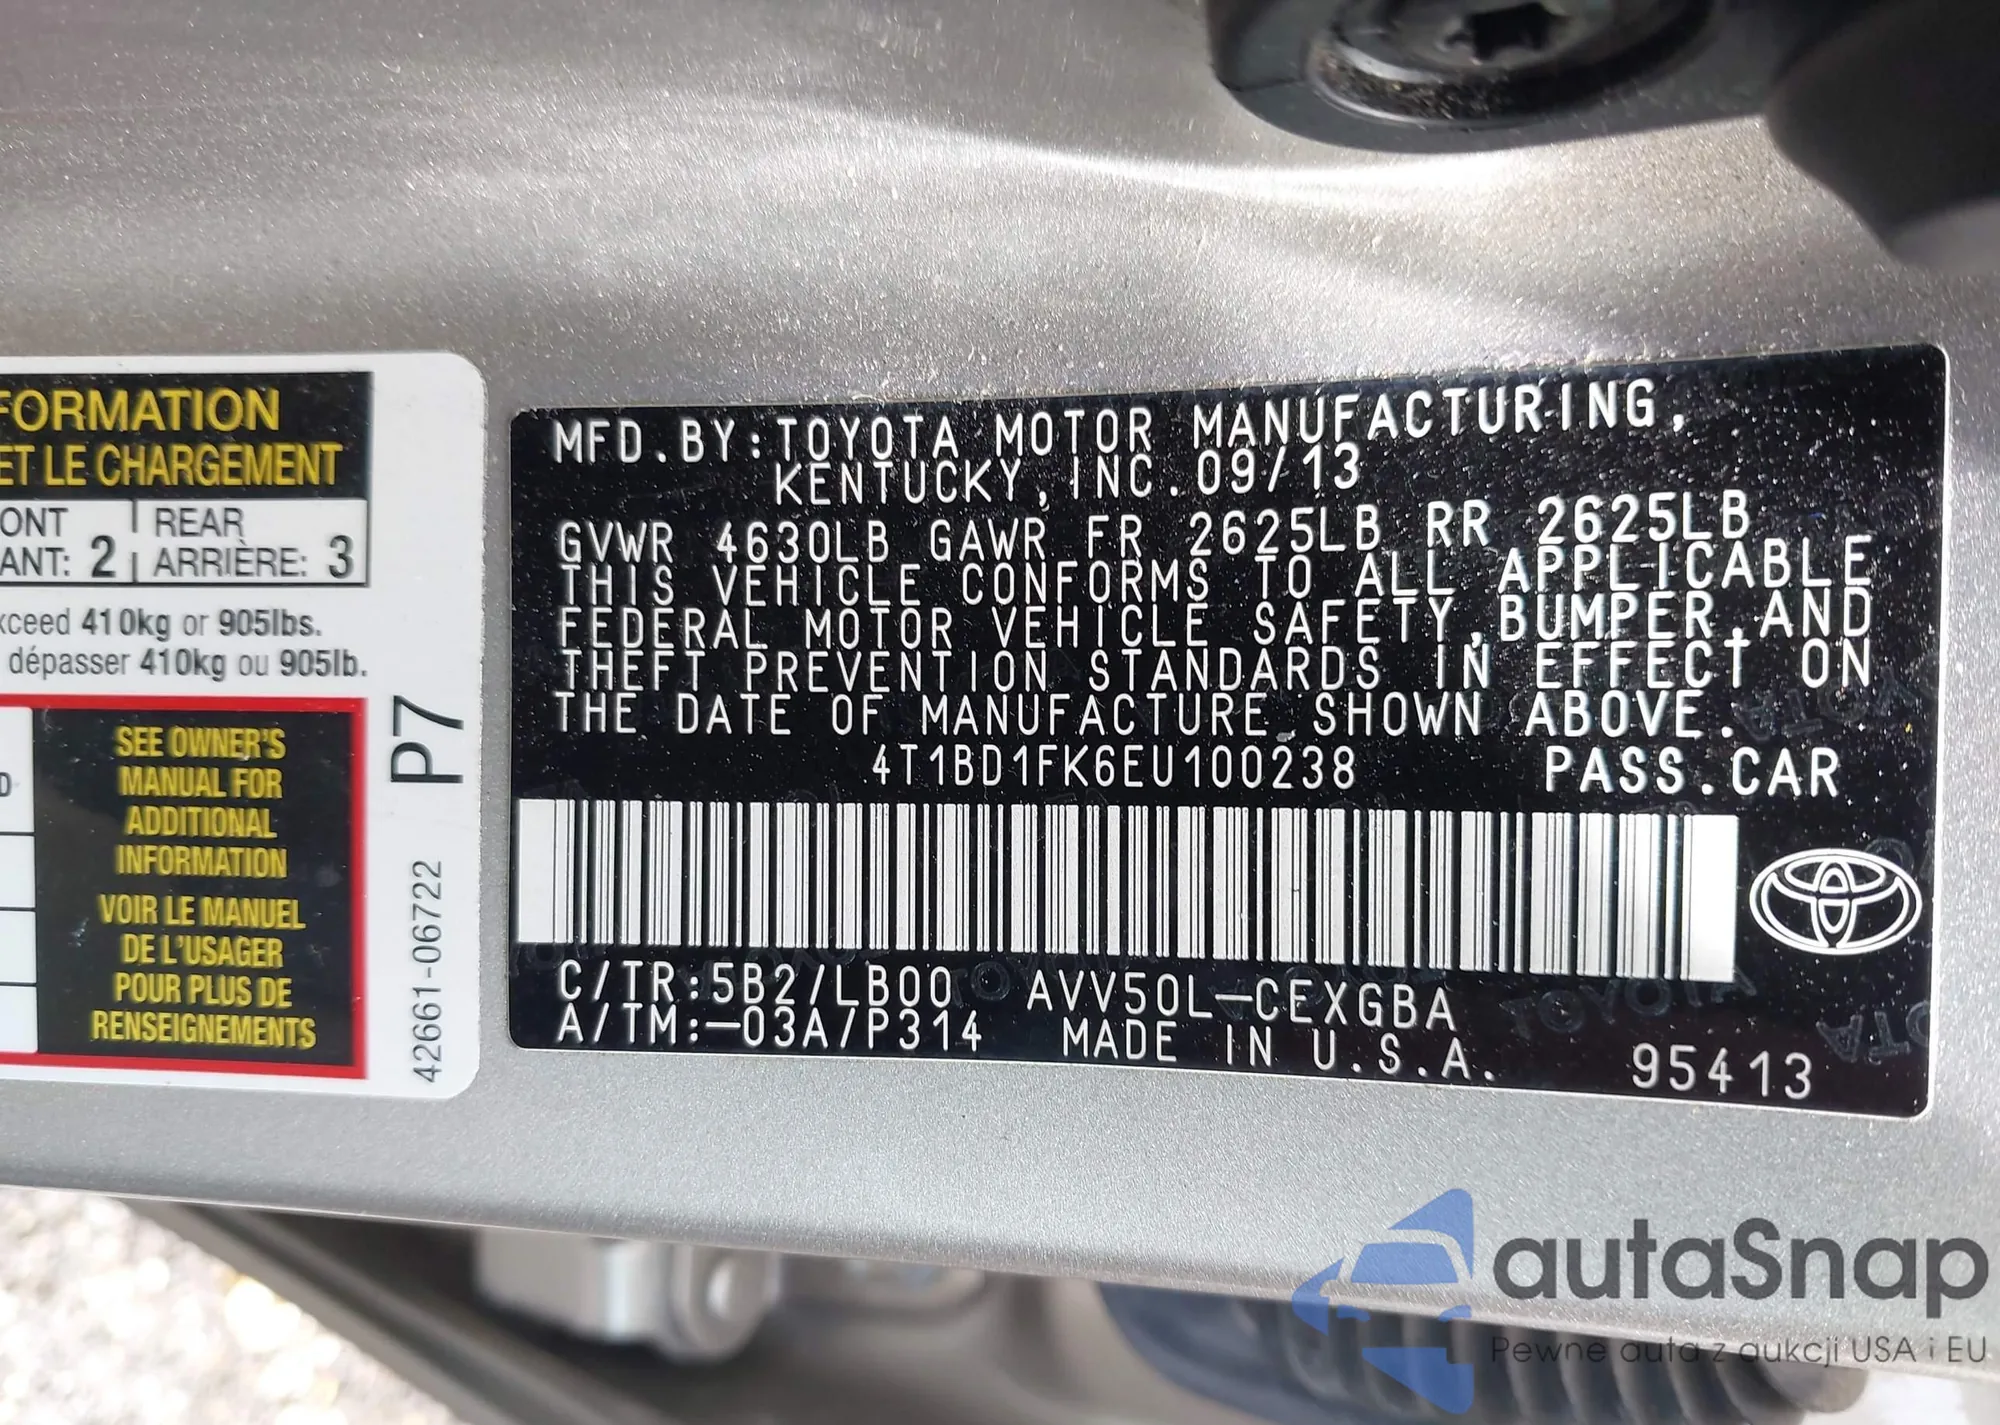 FORMATION
ET LE CHARGEMENT
ONT REAR
ANT: 2 ARRIÈRE: 3
xceed 410kg or 905lbs.
dépasser 410kg ou 905lb.
SEE OWNER'S
MANUAL FOR
ADDITIONAL
INFORMATION
VOIR LE MANUEL
DE L'USAGER
POUR PLUS DE
RENSEIGNEMENTS
P7
42661-06722
MFD.BY:TOYOTA MOTOR MANUFACTURING,
KENTUCKY,INC.09/13
GVWR 4630LB GAWR FR 2625LB RR 2625LB
THIS VEHICLE CONFORMS TO ALL APPLICABLE
FEDERAL MOTOR VEHICLE SAFETY,BUMPER,AND
THEFT PREVENTION STANDARDS IN EFFECT ON
THE DATE OF MANUFACTURE SHOWN ABOVE.
4T1BD1FK6EU100238 PASS.CAR
C/TR:5B2/LB00 AVV50L-CEXGBA
A/TM:-03A/P314 MADE IN U.S.A. 95413
autaSnap
Pewne auta z aukcji USA i EU